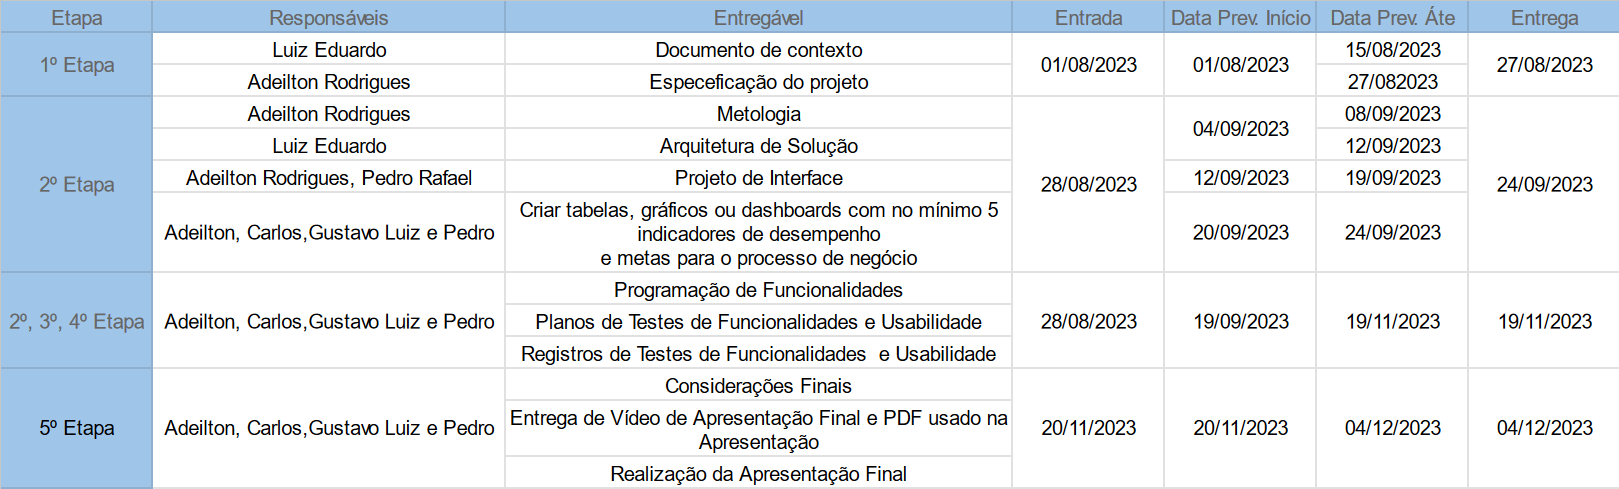 Etapa Responsáveis Entregável Entrada Data Prev. Início Data Prev. Áte Entrega
1º Etapa Luiz Eduardo Documento de contexto 01/08/2023 01/08/2023 15/08/2023 27/08/2023
Adeilton Rodrigues Especeficação do projeto 27/082023
2º Etapa Adeilton Rodrigues Metologia 28/08/2023 04/09/2023 08/09/2023 24/09/2023
Luiz Eduardo Arquitetura de Solução 12/09/2023
Adeilton Rodrigues, Pedro Rafael Projeto de Interface 12/09/2023 19/09/2023
Adeilton, Carlos,Gustavo Luiz e Pedro Criar tabelas, gráficos ou dashboards com no mínimo 5
indicadores de desempenho
e metas para o processo de negócio 20/09/2023 24/09/2023
2º, 3º, 4º Etapa Adeilton, Carlos,Gustavo Luiz e Pedro Programação de Funcionalidades 28/08/2023 19/09/2023 19/11/2023 19/11/2023
Planos de Testes de Funcionalidades e Usabilidade
Registros de Testes de Funcionalidades  e Usabilidade
5º Etapa Adeilton, Carlos,Gustavo Luiz e Pedro Considerações Finais 20/11/2023 20/11/2023 04/12/2023 04/12/2023
Entrega de Vídeo de Apresentação Final e PDF usado na
Apresentação
Realização da Apresentação Final